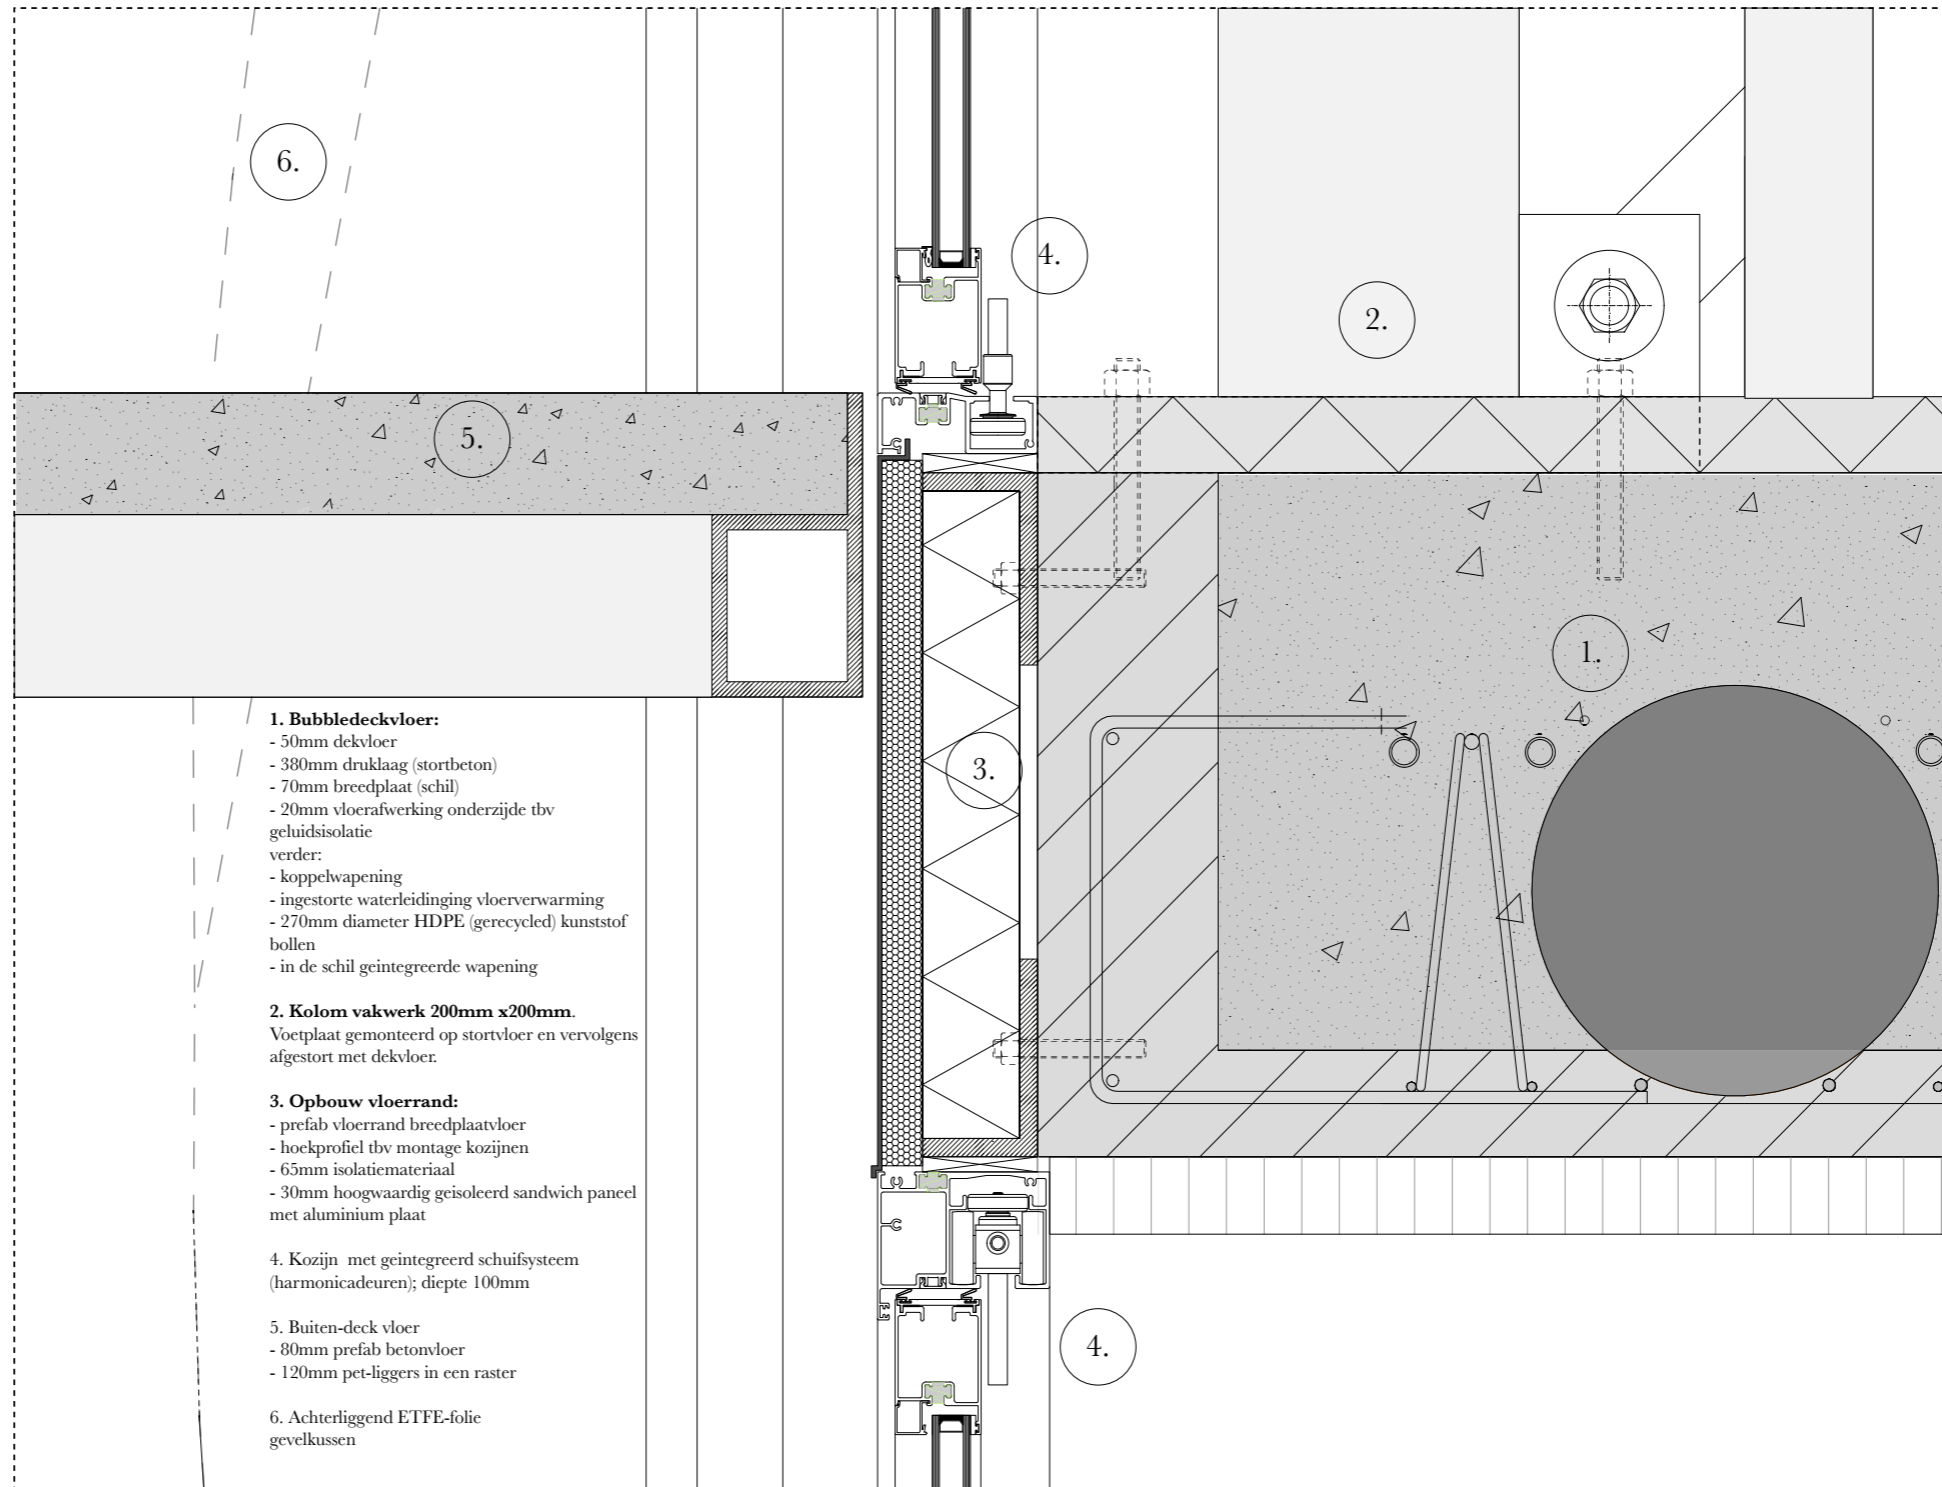 6.
4.
2.
5.
1.
3.
4.
1. Bubbledeckvloer:
- 50mm dekvloer
- 380mm druklaag (stortbeton)
- 70mm breedplaat (schil)
- 20mm vloerafwerking onderzijde tbv
geluidsisolatie
verder:
- koppelwapening
- ingestorte waterleidinging vloerverwarming
- 270mm diameter HDPE (gerecycled) kunststof
bollen
- in de schil geintegreerde wapening
2. Kolom vakwerk 200mm x200mm.
Voetplaat gemonteerd op stortvloer en vervolgens
afgestort met dekvloer.
3. Opbouw vloerrand:
- prefab vloerrand breedplaatvloer
- hoekprofiel tbv montage kozijnen
- 65mm isolatiemateriaal
- 30mm hoogwaardig geisoleerd sandwich paneel
met aluminium plaat
4. Kozijn met geintegreerd schuifsysteem
(harmonicadeuren); diepte 100mm
5. Buiten-deck vloer
- 80mm prefab betonvloer
- 120mm pet-liggers in een raster
6. Achterliggend ETFE-folie
gevelkussen